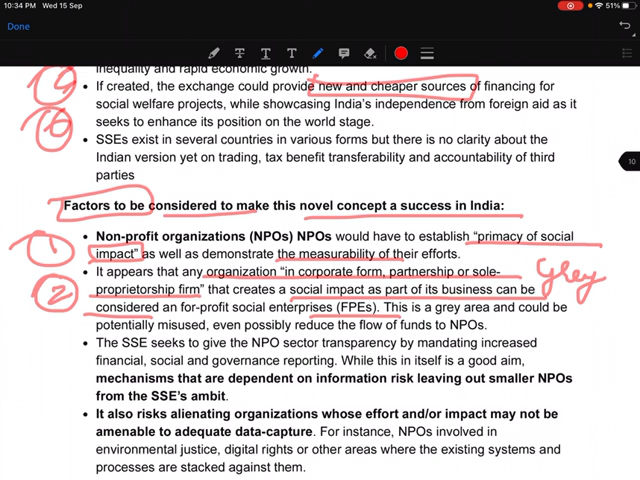 10:34 PM Wed 15 Sep
51%
Done
T T T
inequality and rapid economic growth.
If created, the exchange could provide new and cheaper sources of financing for
social welfare projects, while showcasing India's independence from foreign aid as it
seeks to enhance its position on the world stage.
SSEs exist in several countries in various forms but there is no clarity about the
Indian version yet on trading, tax benefit transferability and accountability of third
parties
10
Factors to be considered to make this novel concept a success in India:
1
Non-profit organizations (NPOs) NPOs would have to establish “primacy of social
impact” as well as demonstrate the measurability of their efforts.
2
It appears that any organization “in corporate form, partnership or sole-
proprietorship firm” that creates a social impact as part of its business can be
Grey
considered an for-profit social enterprises (FPEs). This is a grey area and could be
potentially misused, even possibly reduce the flow of funds to NPOs.
The SSE seeks to give the NPO sector transparency by mandating increased
financial, social and governance reporting. While this in itself is a good aim,
mechanisms that are dependent on information risk leaving out smaller NPOs
from the SSE's ambit.
It also risks alienating organizations whose effort and/or impact may not be
amenable to adequate data-capture. For instance, NPOs involved in
environmental justice, digital rights or other areas where the existing systems and
processes are stacked against them.